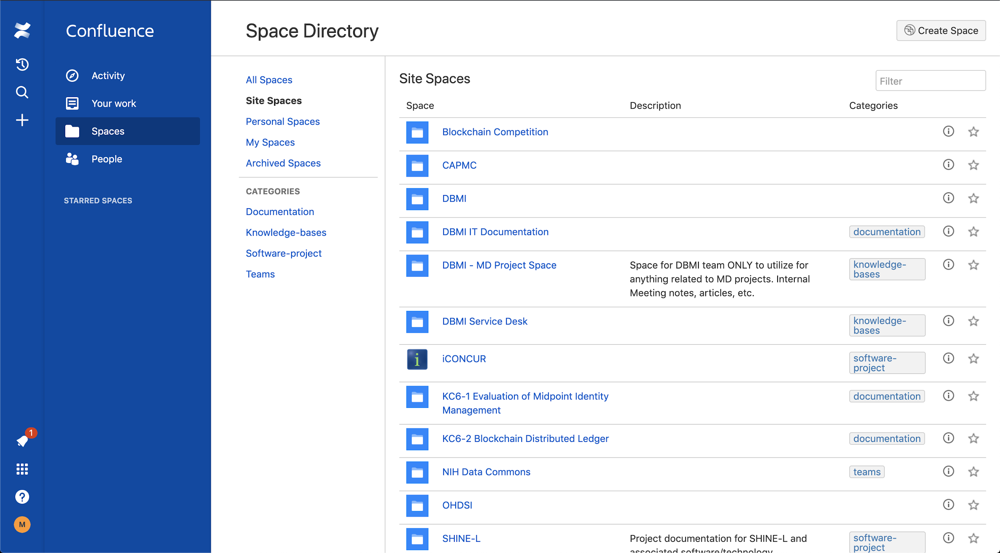 Confluence
Activity
Your work
Spaces
People
STARRED SPACES
1
?
M
Space Directory
Create Space
All Spaces
Site Spaces
Personal Spaces
My Spaces
Archived Spaces
CATEGORIES
Documentation
Knowledge-bases
Software-project
Teams
Site Spaces
Filter
Space Description Categories
Blockchain Competition
CAPMC
DBMI
DBMI IT Documentation documentation
DBMI - MD Project Space
Space for DBMI team ONLY to utilize for
anything related to MD projects. Internal
Meeting notes, articles, etc.
knowledge-
bases
DBMI Service Desk
knowledge-
bases
i
iCONCUR
software-
project
KC6-1 Evaluation of Midpoint Identity
Management
documentation
KC6-2 Blockchain Distributed Ledger documentation
NIH Data Commons teams
OHDSI
SHINE-L
Project documentation for SHINE-L and
associated software/technology
software-
project